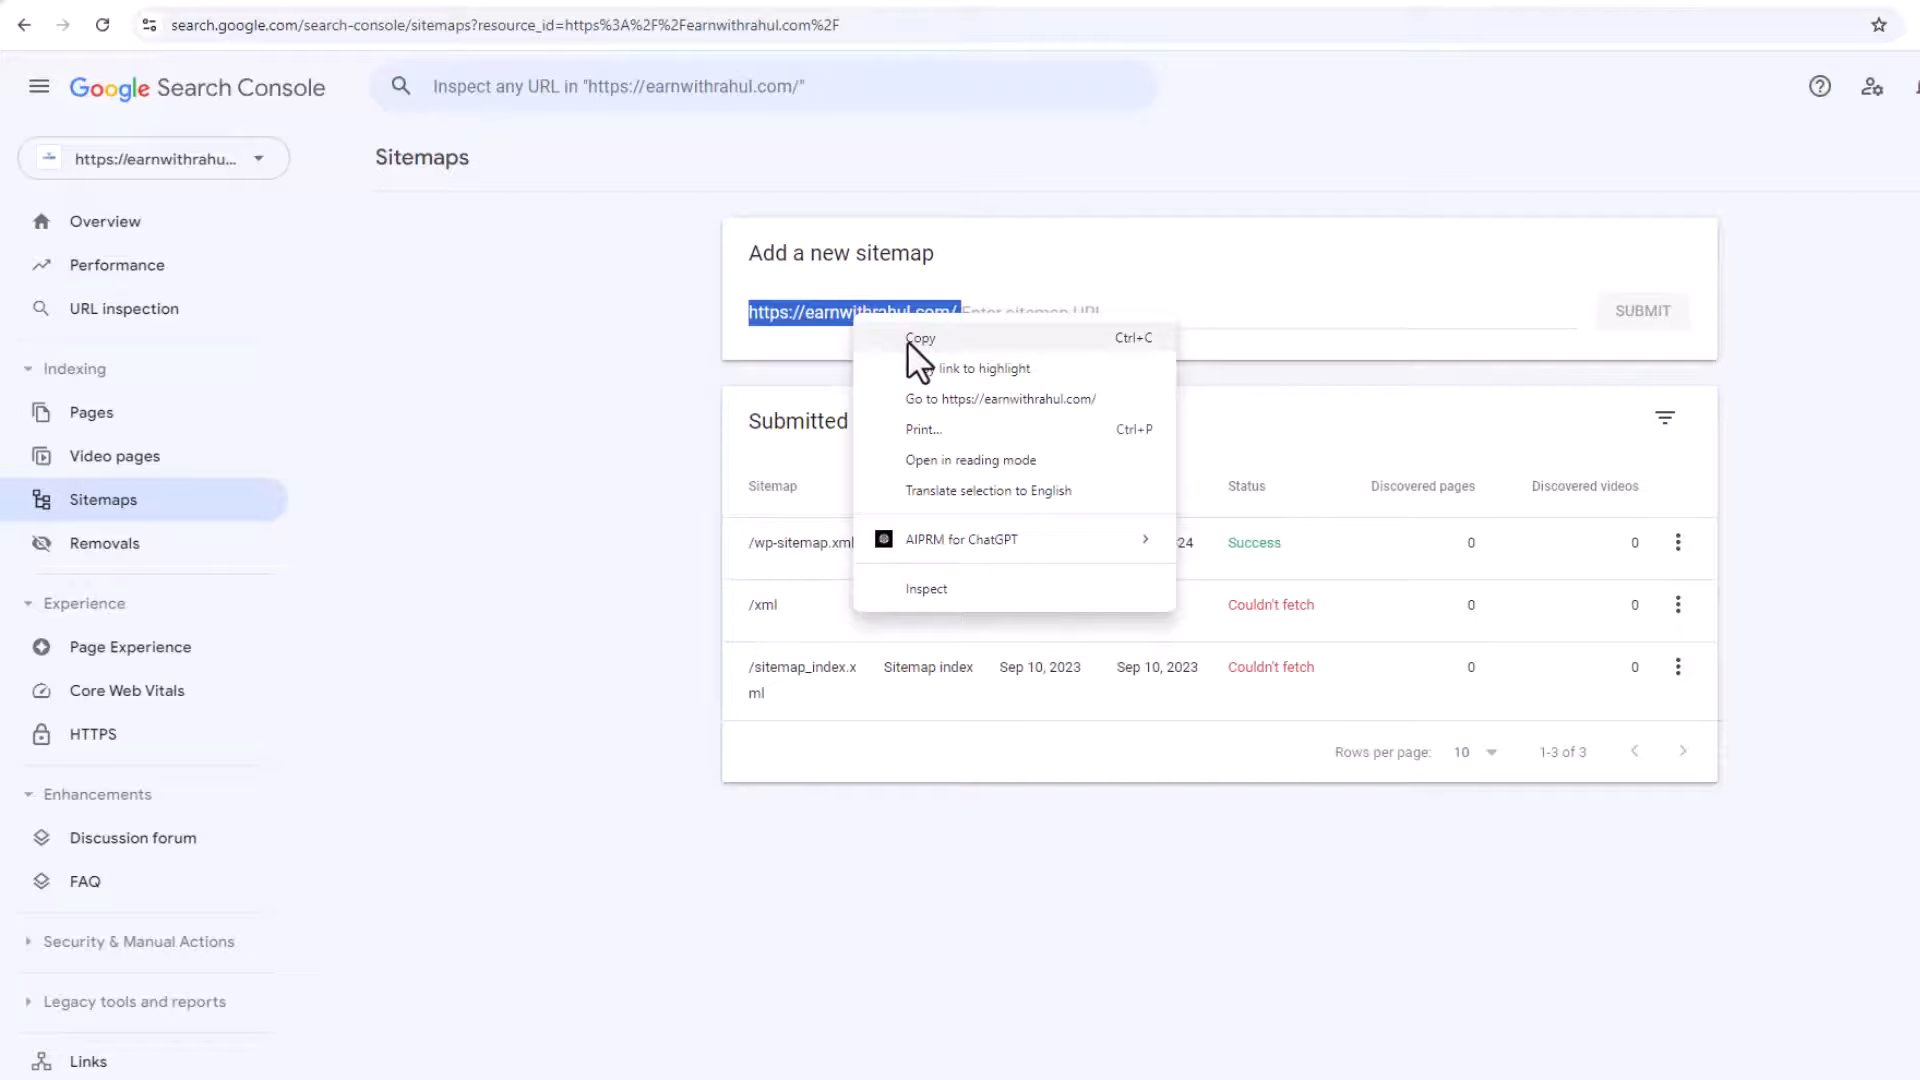 search.google.com/search-console/sitemaps?resource_id=https%3A%2F%2Fearnwithrahul.com%2F
Google Search Console
Inspect any URL in "https://earnwithrahul.com/"
https://earnwithrahu...
Sitemaps
Overview
Performance
URL inspection
Indexing
Pages
Video pages
Sitemaps
Removals
Experience
Page Experience
Core Web Vitals
HTTPS
Enhancements
Discussion forum
FAQ
Security & Manual Actions
Legacy tools and reports
Links
Add a new sitemap
https://earnwithrahul.com/ Enter sitemap URL
SUBMIT
Copy Ctrl+C
link to highlight
Go to https://earnwithrahul.com/
Print... Ctrl+P
Open in reading mode
Translate selection to English
AIPRM for ChatGPT
Inspect
Submitted
Sitemap Status Discovered pages Discovered videos
/wp-sitemap.xml 24 Success 0 0
/xml Couldn't fetch 0 0
/sitemap_index.x Sitemap index Sep 10, 2023 Sep 10, 2023 Couldn't fetch 0 0
ml
Rows per page: 10 1-3 of 3